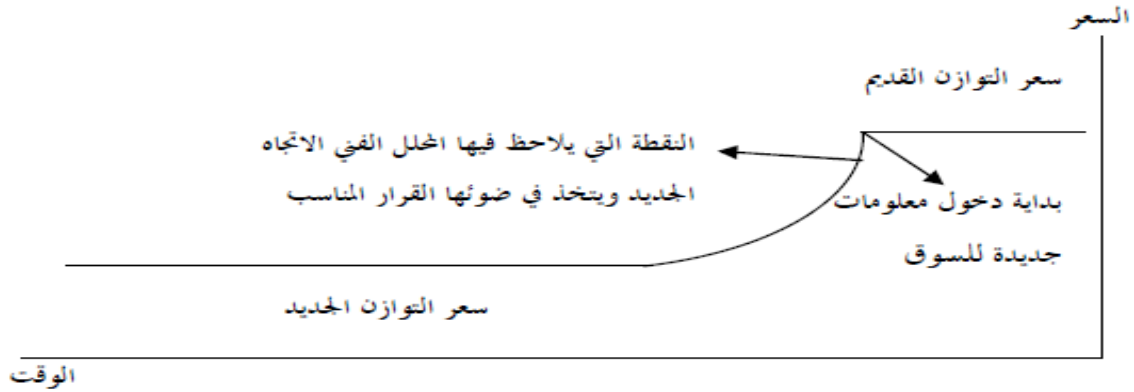 السعر
سعر التوازن القديم
النقطة التي يلاحظ فيها المحلل الفني الاتجاه
الجديد ويتخذ في ضوئها القرار المناسب
بداية دخول معلومات
جديدة للسوق
سعر التوازن الجديد
الوقت